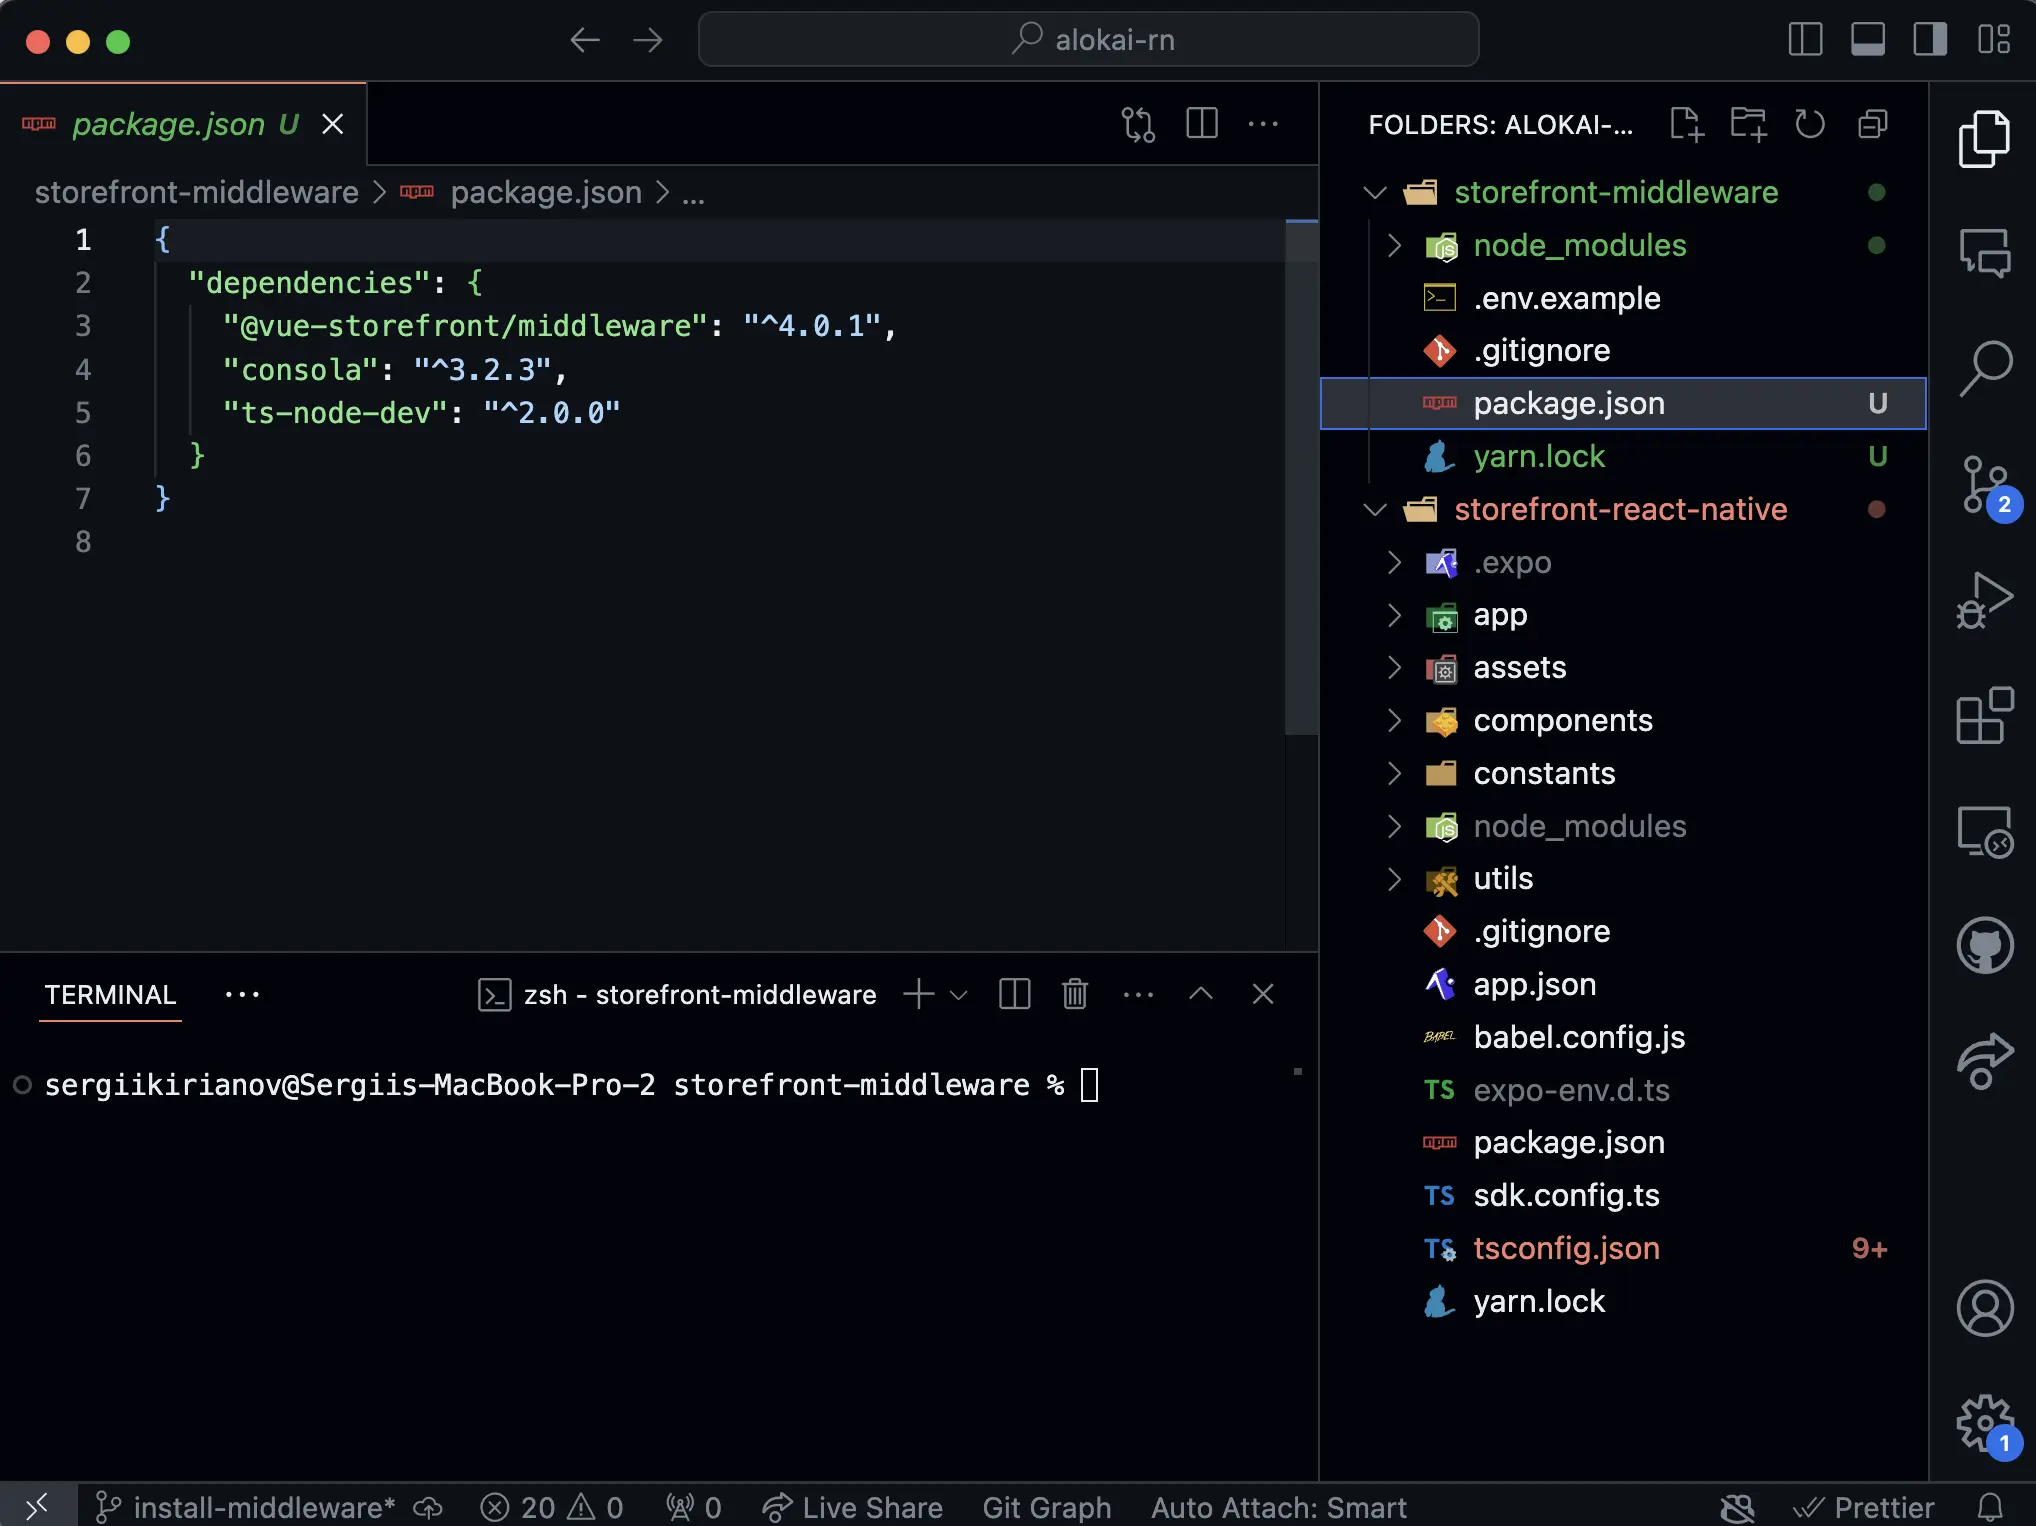 alokai-rn
package.json U
storefront-middleware > package.json > ...
1 {
2 "dependencies": {
3 "@vue-storefront/middleware": "^4.0.1",
4 "consola": "^3.2.3",
5 "ts-node-dev": "^2.0.0"
6 }
7 }
8
TERMINAL
zsh - storefront-middleware
sergiikirianov@Sergiis-MacBook-Pro-2 storefront-middleware %
FOLDERS: ALOKAI-...
storefront-middleware
node_modules
.env.example
.gitignore
package.json U
yarn.lock U
storefront-react-native
.expo
app
assets
components
constants
node_modules
utils
.gitignore
app.json
BABEL babel.config.js
TS expo-env.d.ts
package.json
TS sdk.config.ts
TS tsconfig.json 9+
yarn.lock
2
1
install-middleware* 20 0 0 Live Share Git Graph Auto Attach: Smart Prettier